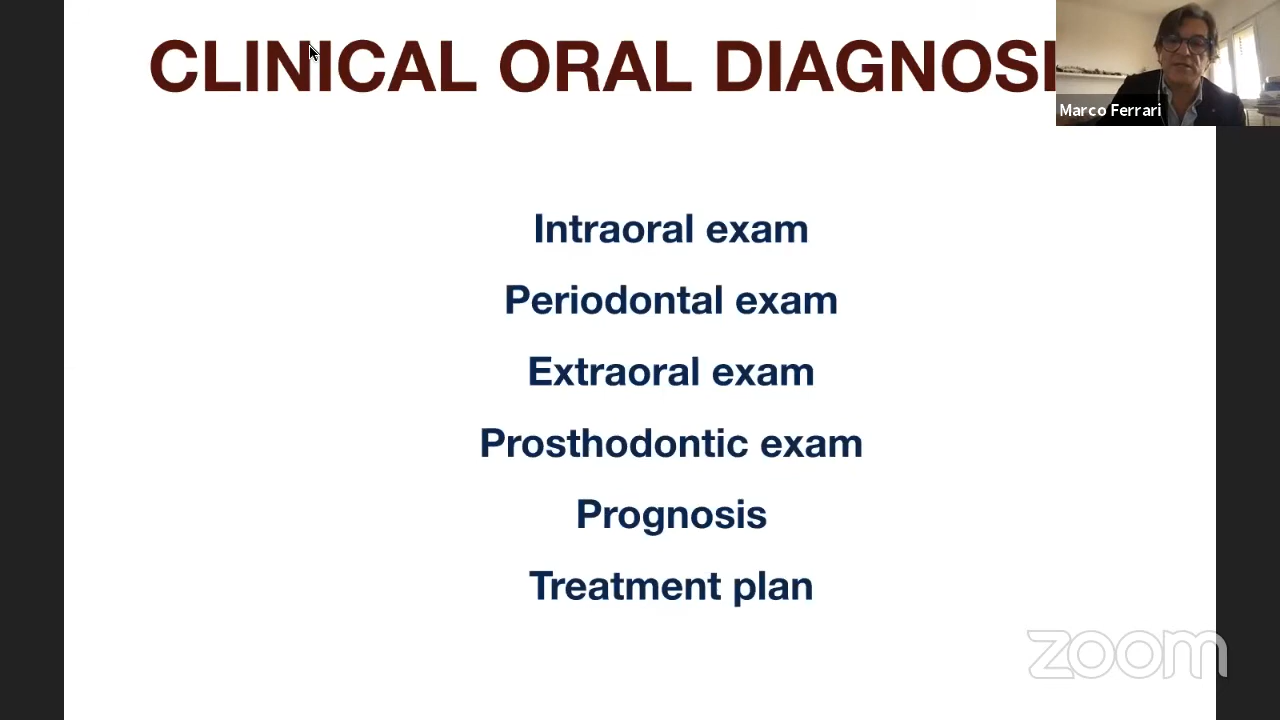 CLINICAL ORAL DIAGNOSI
Marco Ferrari
Intraoral exam
Periodontal exam
Extraoral exam
Prosthodontic exam
Prognosis
Treatment plan
zoom